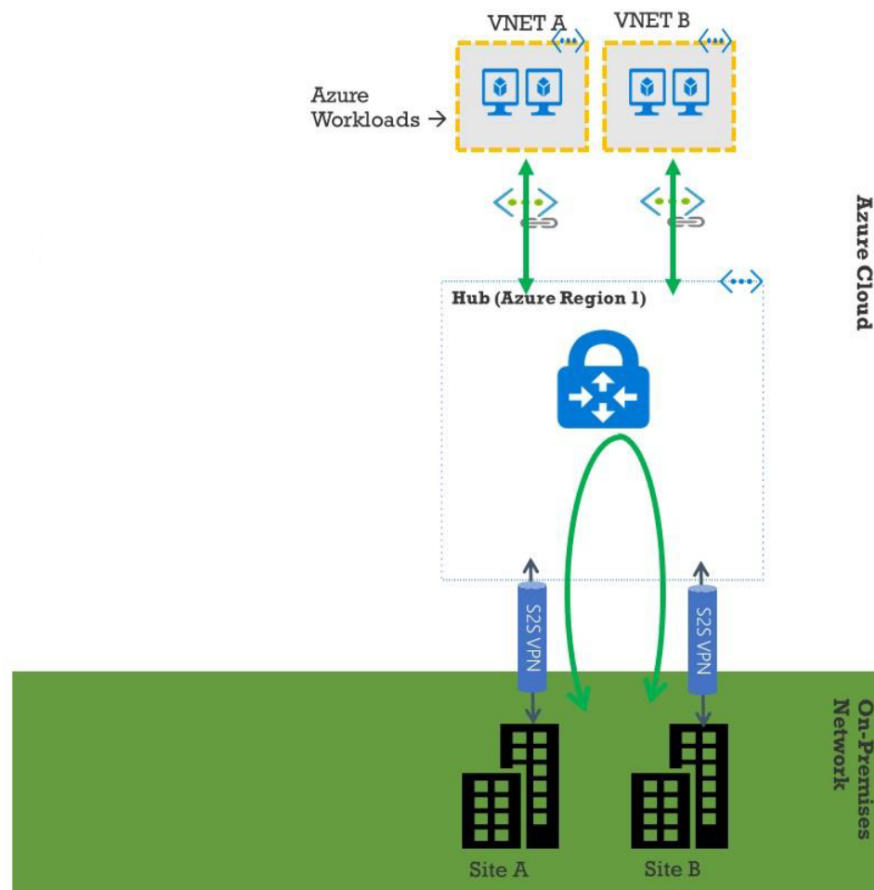 VNET A
VNET B
Azure
Workloads →
Azure Cloud
Hub (Azure Region 1)
S2S VPN
S2S VPN
On-Premises
Network
Site A
Site B